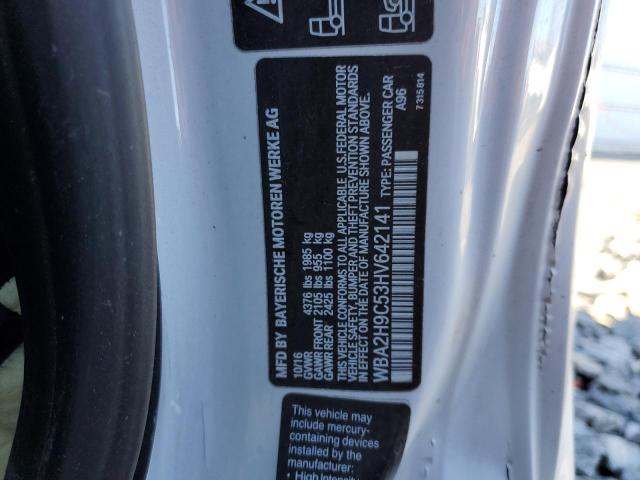 MFD BY BAYERISCHE MOTOREN WERKE AG
10/16
GVWR 4376 lbs 1985 kg
GAWR FRONT 2105 lbs 955 kg
GAWR REAR 2425 lbs 1100 kg
THIS VEHICLE CONFORMS TO ALL APPLICABLE U.S. FEDERAL MOTOR
VEHICLE SAFETY, BUMPER AND THEFT PREVENTION STANDARDS
IN EFFECT ON THE DATE OF MANUFACTURE SHOWN ABOVE.
WBA2H9C53HV642141 TYPE: PASSENGER CAR
A96
7 315 814
This vehicle may
include mercury-
containing devices
installed by the
manufacturer:
• High Intensity